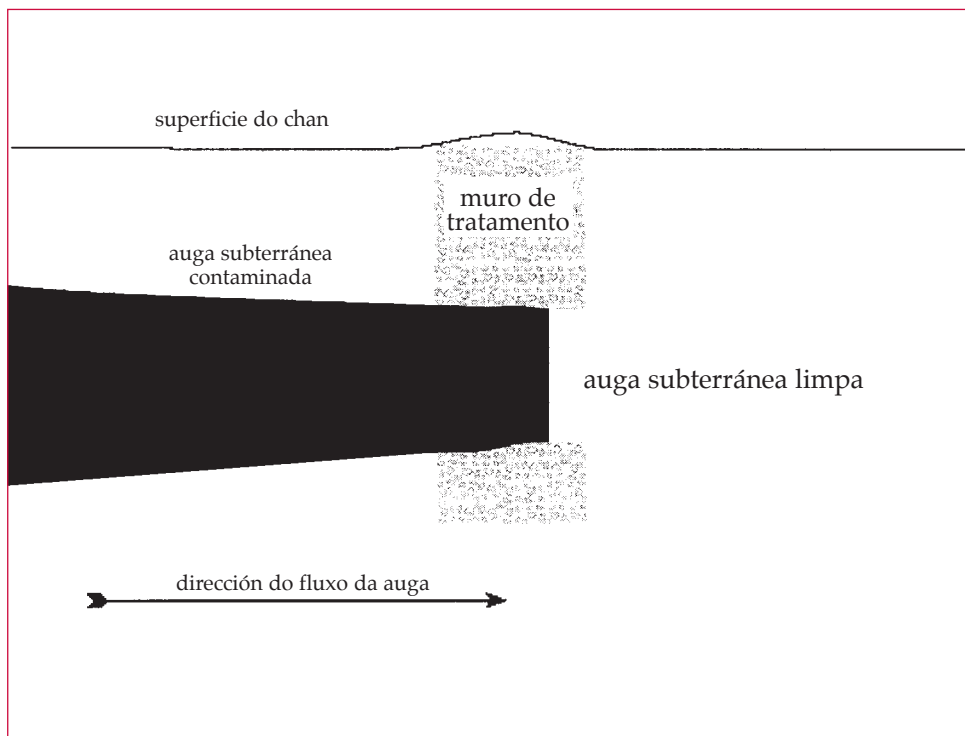 superficie do chan
muro de
tratamento
auga subterránea
contaminada
auga subterránea limpa
dirección do fluxo da auga